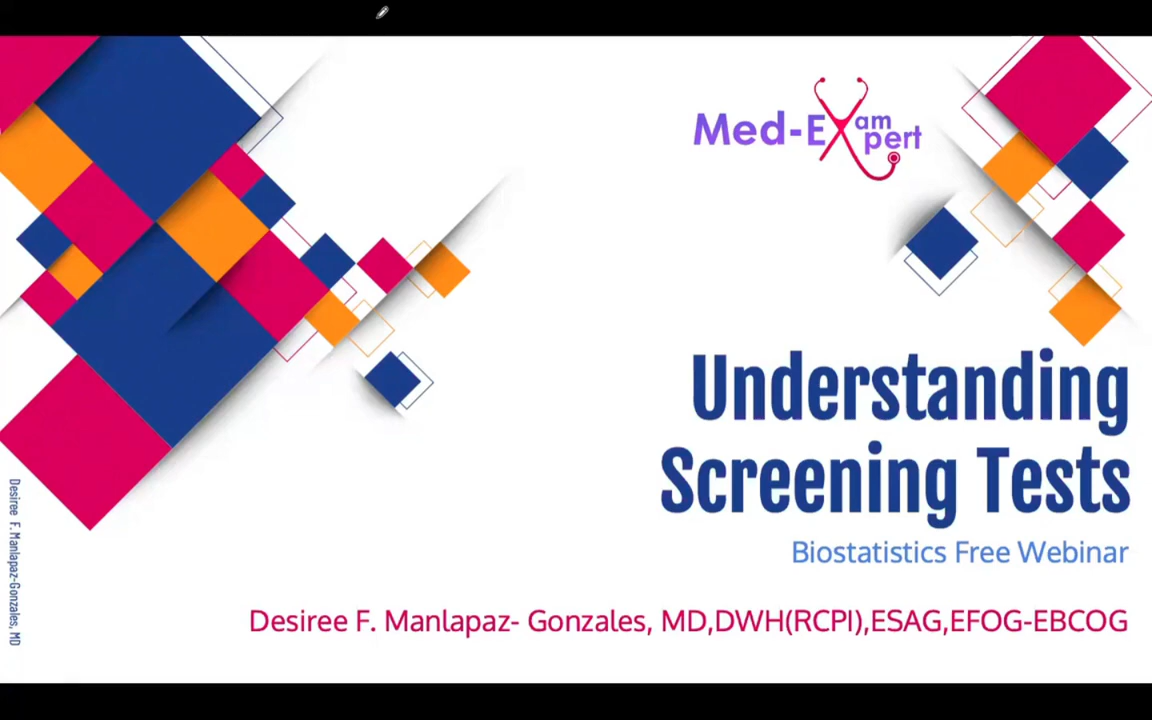 Med-Exam
Expert
Understanding
Screening Tests
Biostatistics Free Webinar
Desiree F. Manlapaz- Gonzales, MD,DWH(RCPI),ESAG,EFOG-EBCOG
Desiree F. Manlapaz-Gonzales, MD